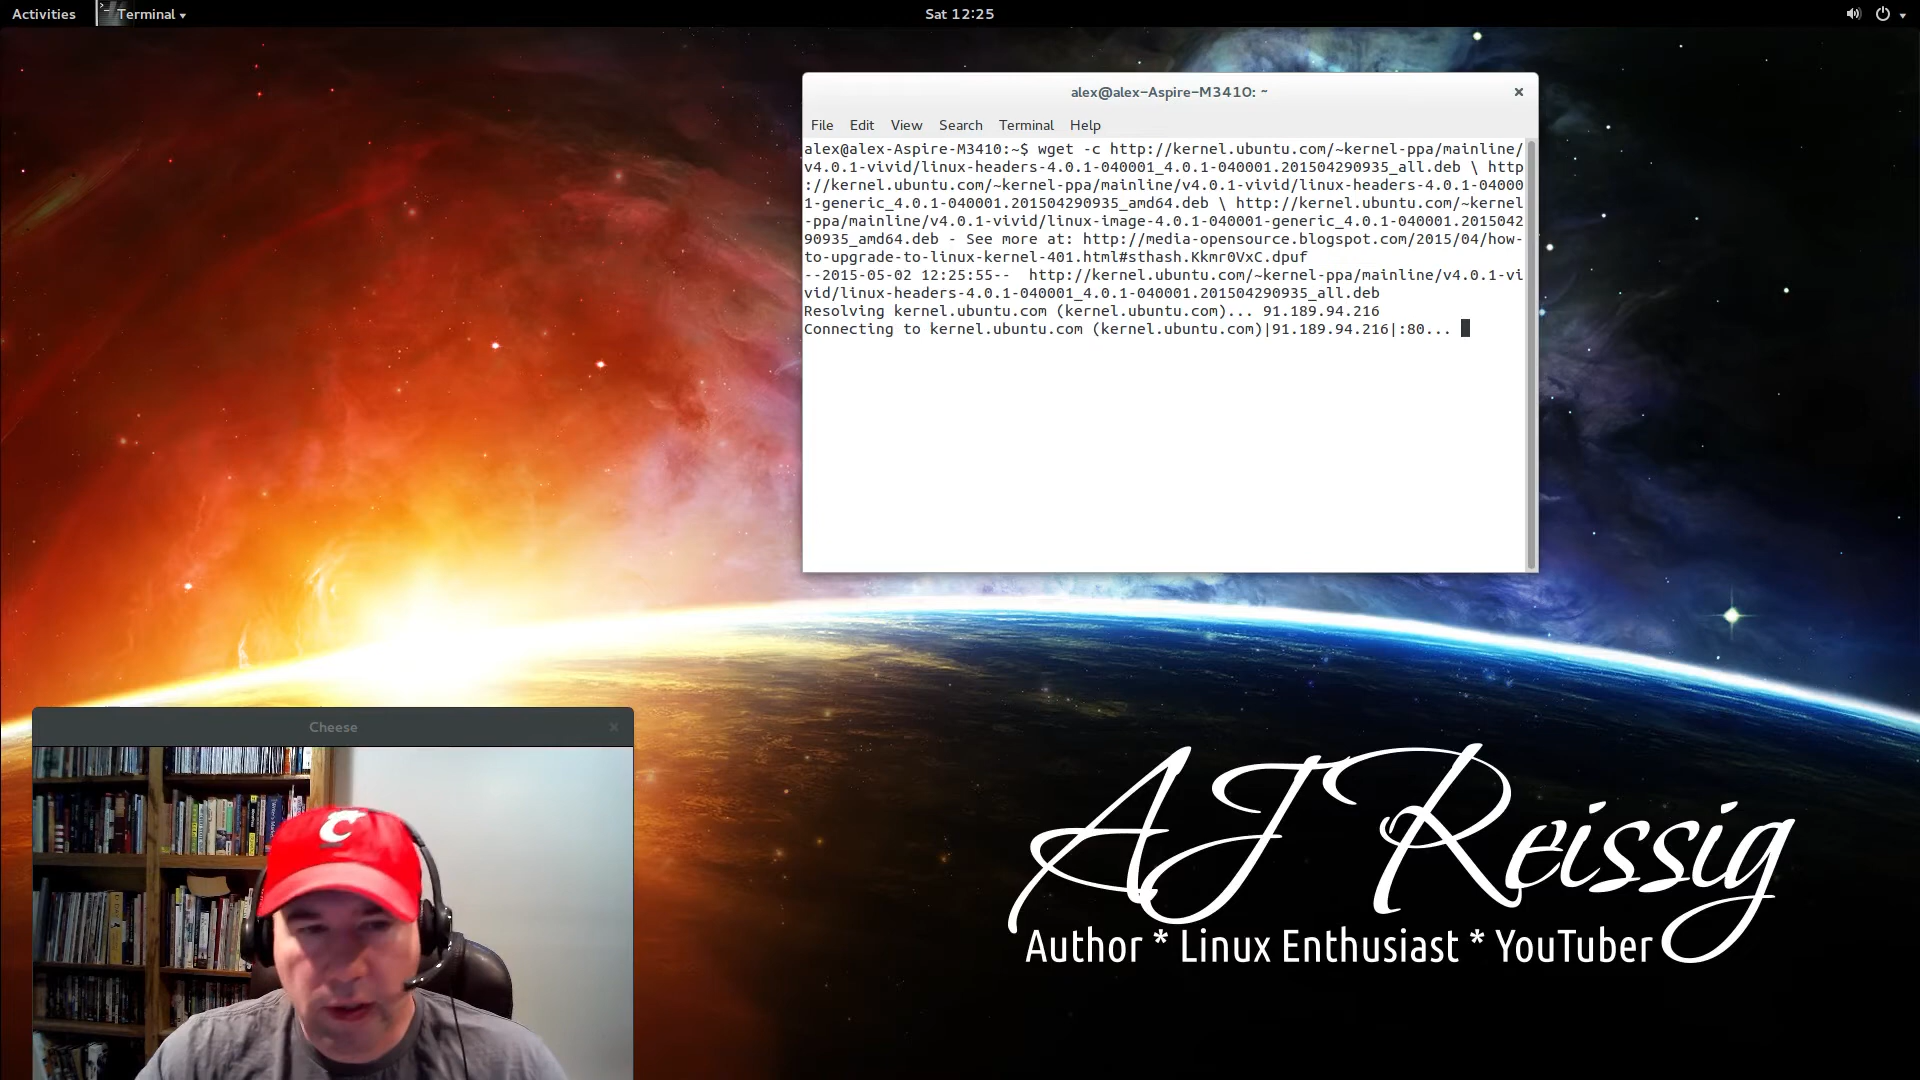 Activities
Terminal
Sat 12:25
alex@alex-Aspire-M3410: ~
File Edit View Search Terminal Help
alex@alex-Aspire-M3410:~$ wget -c http://kernel.ubuntu.com/~kernel-ppa/mainline/
v4.0.1-vivid/linux-headers-4.0.1-040001_4.0.1-040001.201504290935_all.deb \ http
://kernel.ubuntu.com/~kernel-ppa/mainline/v4.0.1-vivid/linux-headers-4.0.1-04000
1-generic_4.0.1-040001.201504290935_amd64.deb \ http://kernel.ubuntu.com/~kernel
-ppa/mainline/v4.0.1-vivid/linux-image-4.0.1-040001-generic_4.0.1-040001.2015042
90935_amd64.deb - See more at: http://media-opensource.blogspot.com/2015/04/how-
to-upgrade-to-linux-kernel-401.html#sthash.Kkmr0VxC.dpuf
--2015-05-02 12:25:55--  http://kernel.ubuntu.com/~kernel-ppa/mainline/v4.0.1-vi
vid/linux-headers-4.0.1-040001_4.0.1-040001.201504290935_all.deb
Resolving kernel.ubuntu.com (kernel.ubuntu.com)... 91.189.94.216
Connecting to kernel.ubuntu.com (kernel.ubuntu.com)|91.189.94.216|:80...
Cheese
C
AJ Reissig
Author * Linux Enthusiast * YouTuber